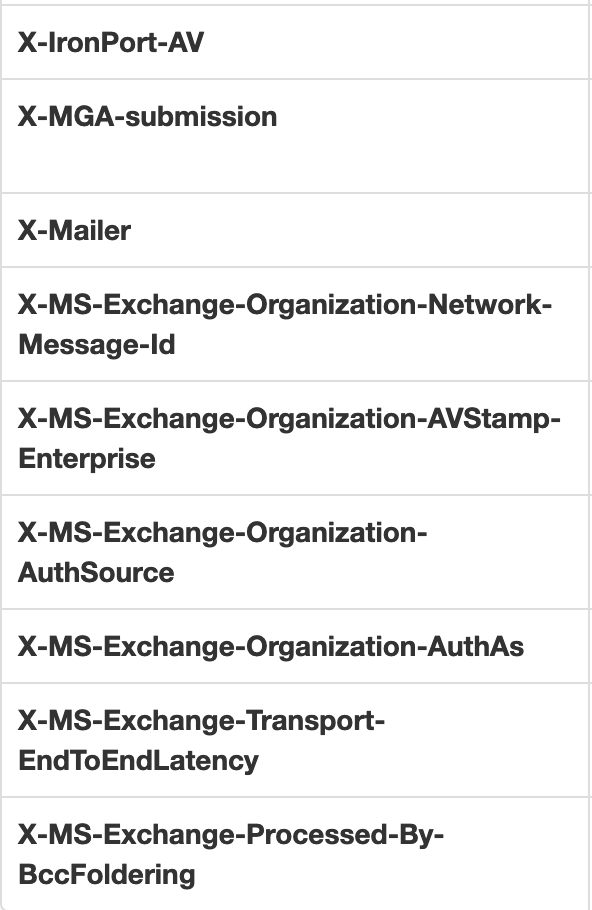 X-IronPort-AV
X-MGA-submission
X-Mailer
X-MS-Exchange-Organization-Network-
Message-Id
X-MS-Exchange-Organization-AVStamp-
Enterprise
X-MS-Exchange-Organization-
AuthSource
X-MS-Exchange-Organization-AuthAs
X-MS-Exchange-Transport-
EndToEndLatency
X-MS-Exchange-Processed-By-
BccFoldering